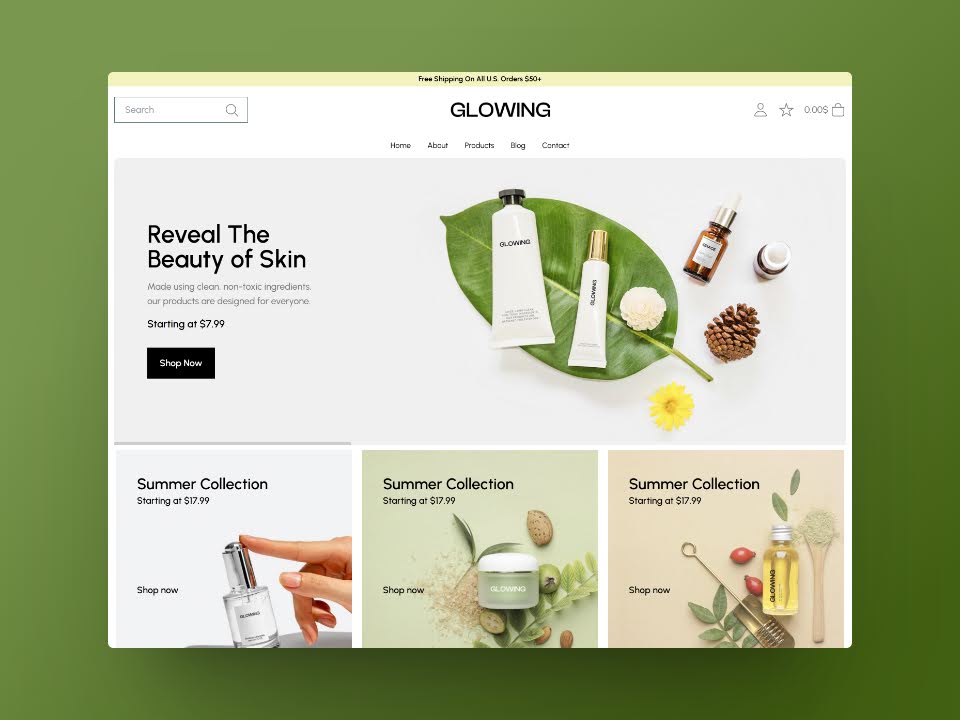 Free Shipping On All U.S. Orders $50+
Search
GLOWING
0.00$
Home About Products Blog Contact
Reveal The
Beauty of Skin
Made using clean, non-toxic ingredients,
our products are designed for everyone.
Starting at $7.99
Shop Now
GLOWING
GLOWING
Summer Collection
Starting at $17.99
Shop now
GLOWING
Summer Collection
Starting at $17.99
Shop now
GLOWING
Summer Collection
Starting at $17.99
Shop now
GLOWING